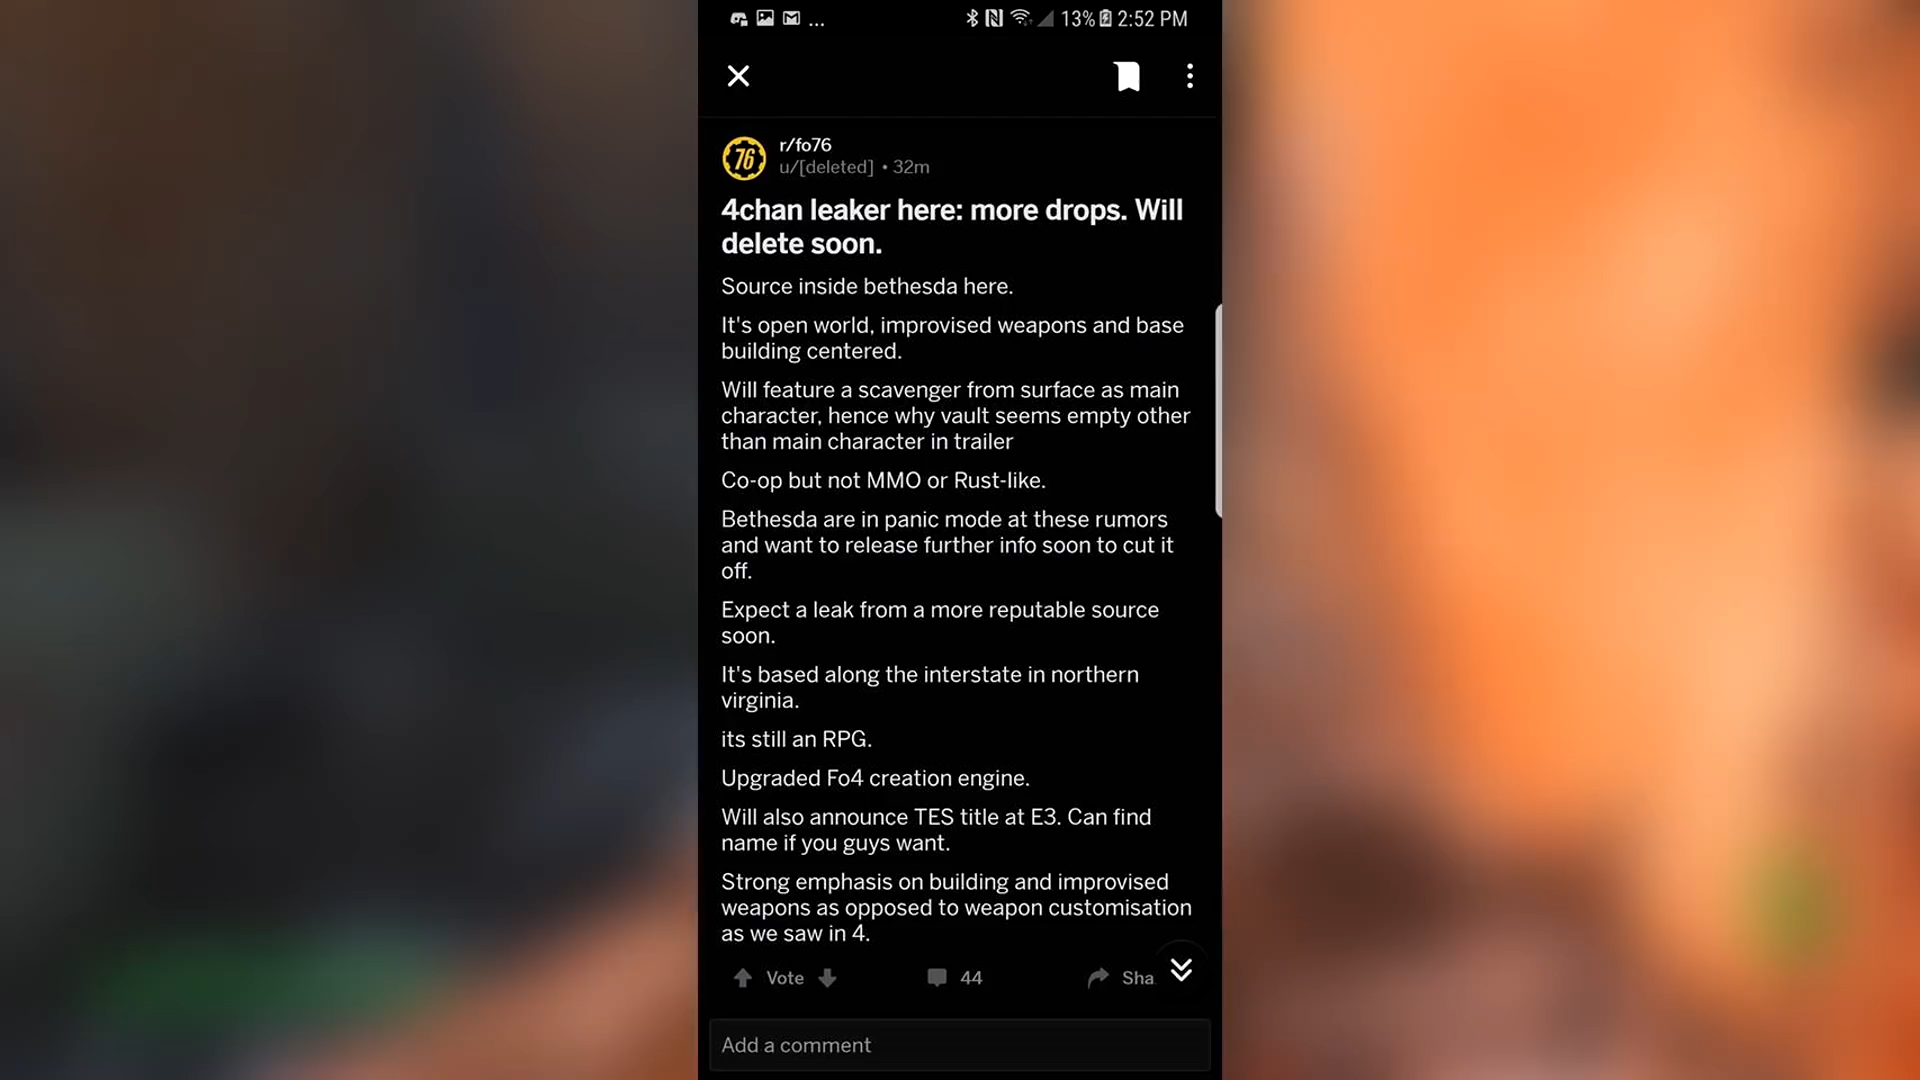 ... 13% 2:52 PM
r/fo76
76
u/[deleted] • 32m
4chan leaker here: more drops. Will
delete soon.
Source inside bethesda here.
It's open world, improvised weapons and base
building centered.
Will feature a scavenger from surface as main
character, hence why vault seems empty other
than main character in trailer
Co-op but not MMO or Rust-like.
Bethesda are in panic mode at these rumors
and want to release further info soon to cut it
off.
Expect a leak from a more reputable source
soon.
It's based along the interstate in northern
virginia.
its still an RPG.
Upgraded Fo4 creation engine.
Will also announce TES title at E3. Can find
name if you guys want.
Strong emphasis on building and improvised
weapons as opposed to weapon customisation
as we saw in 4.
Vote 44 Sha
Add a comment